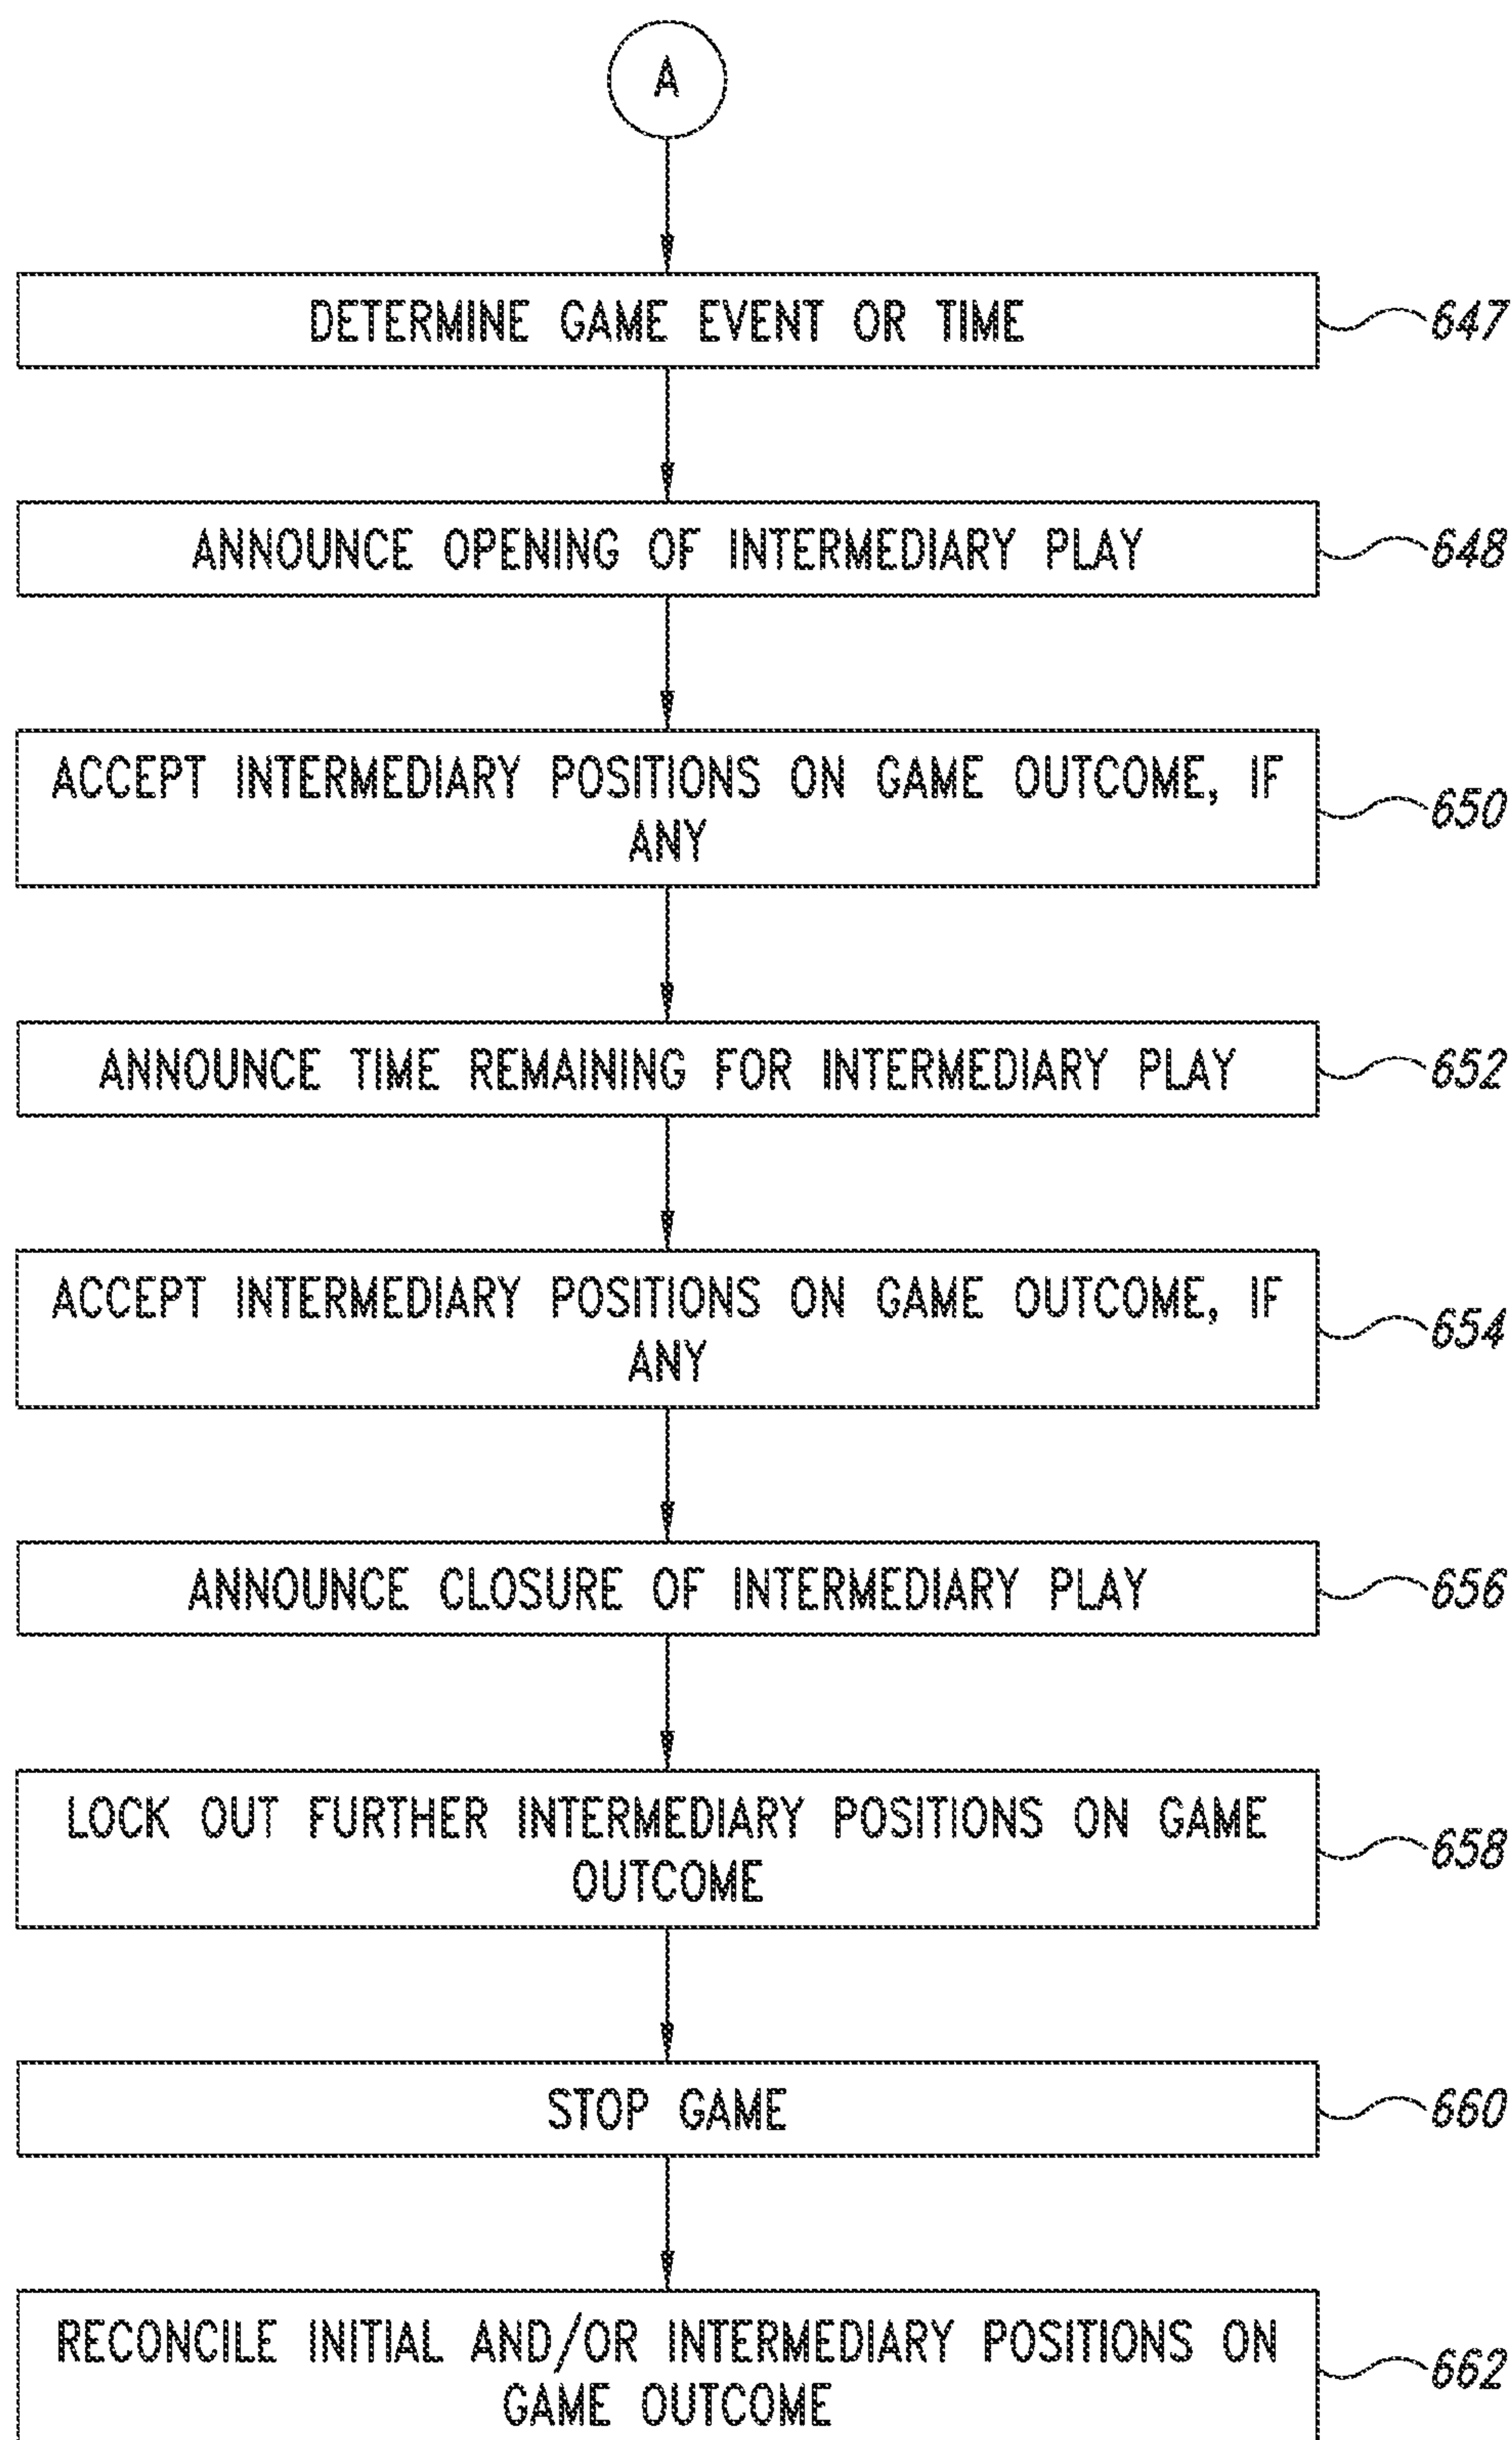 A
DETERMINE GAME EVENT OR TIME
647
ANNOUNCE OPENING OF INTERMEDIARY PLAY
648
ACCEPT INTERMEDIARY POSITIONS ON GAME OUTCOME, IF
ANY
650
ANNOUNCE TIME REMAINING FOR INTERMEDIARY PLAY
652
ACCEPT INTERMEDIARY POSITIONS ON GAME OUTCOME, IF
ANY
654
ANNOUNCE CLOSURE OF INTERMEDIARY PLAY
656
LOCK OUT FURTHER INTERMEDIARY POSITIONS ON GAME
OUTCOME
658
STOP GAME
660
RECONCILE INITIAL AND/OR INTERMEDIARY POSITIONS ON
GAME OUTCOME
662